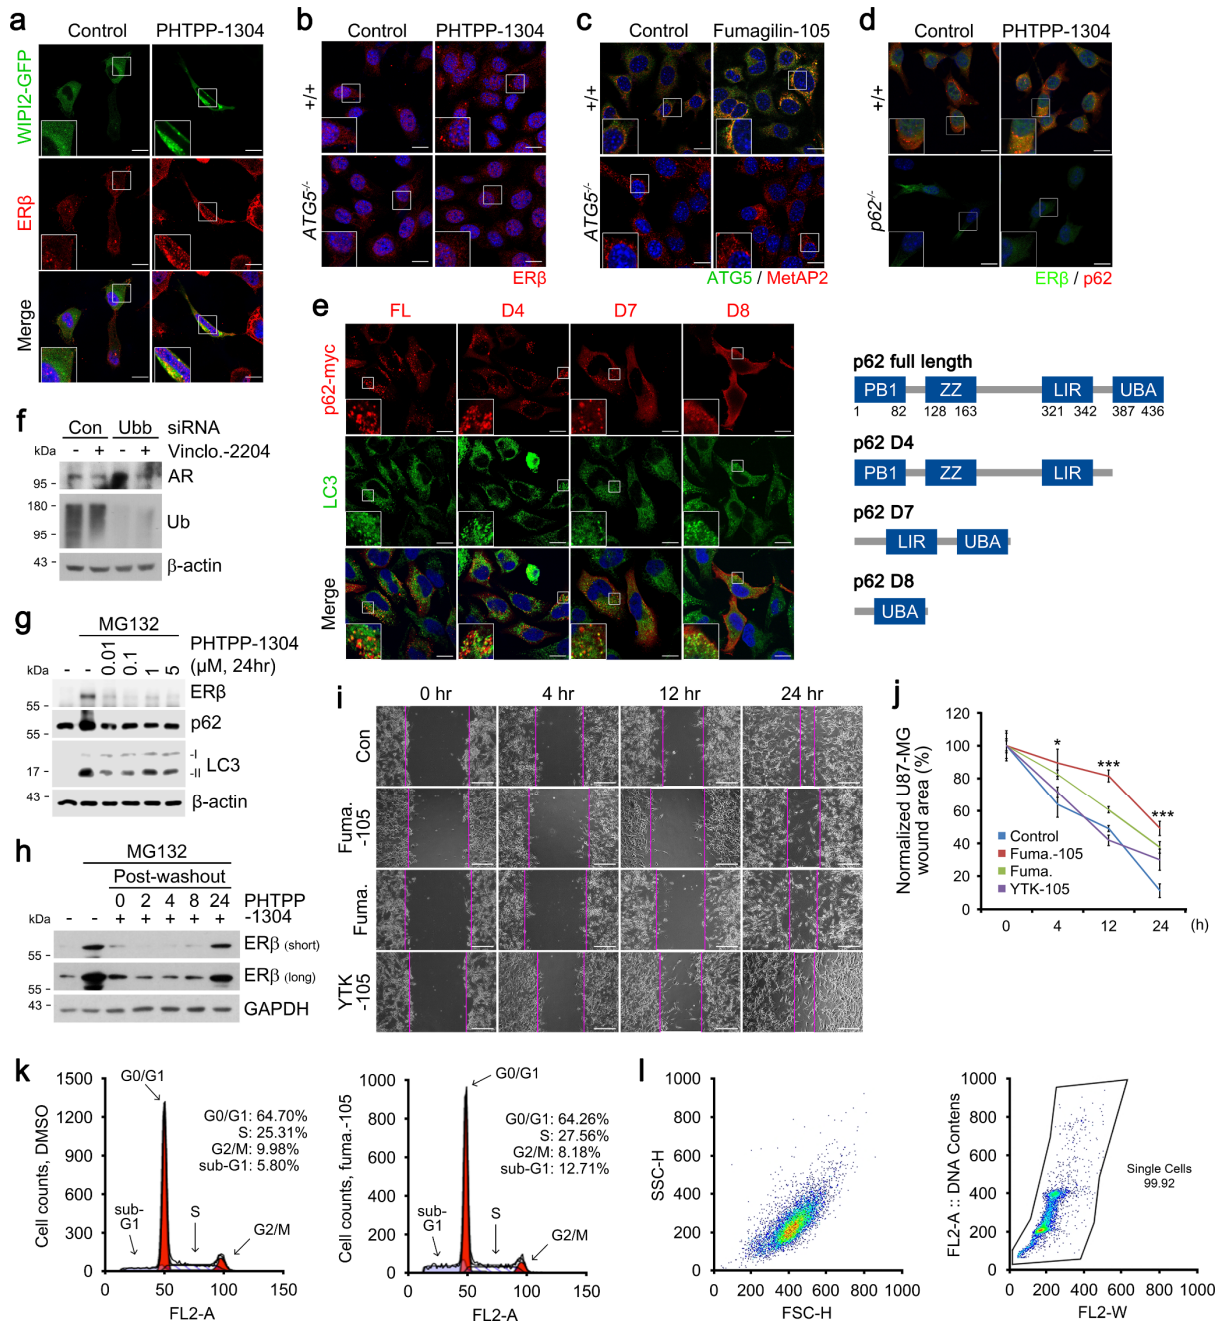 a
Control
PHTPP-1304
WIPI2-GFP
ERβ
Merge
b
Control
PHTPP-1304
+/+
ATG5-/-
ERβ
c
Control
Fumagilin-105
+/+
ATG5-/-
ATG5 / MetAP2
d
Control
PHTPP-1304
+/+
p62-/-
ERβ / p62
e
FL
D4
D7
D8
p62-myc
LC3
Merge
p62 full length
PB1
ZZ
LIR
UBA
1 82 128 163 321 342 387 436
p62 D4
PB1
ZZ
LIR
p62 D7
LIR
UBA
p62 D8
UBA
f
Con Ubb siRNA
kDa - + - + Vinclo.-2204
95 - AR
180 -
95 - Ub
43 - β-actin
g
MG132
PHTPP-1304
(μM, 24hr)
kDa - - 0.01 0.1 1 5
55 - ERβ
55 - p62
-I
17 - -II LC3
43 - β-actin
h
MG132
Post-washout
0 2 4 8 24 PHTPP
kDa - - + + + + + -1304
55 - ERβ (short)
55 - ERβ (long)
43 - GAPDH
i
0 hr
4 hr
12 hr
24 hr
Con
Fuma.
-105
Fuma.
YTK
-105
j
Normalized U87-MG
wound area (%)
120
100
80
60
40
20
0
*
***
***
Control
Fuma.-105
Fuma.
YTK-105
0 4 12 24 (h)
k
Cell counts, DMSO
1500
1200
900
600
300
0
G0/G1
G0/G1: 64.70%
S: 25.31%
G2/M: 9.98%
sub-G1: 5.80%
sub-
G1
S
G2/M
0 50 100 150
FL2-A
Cell counts, fuma.-105
1000
800
600
400
200
0
G0/G1
G0/G1: 64.26%
S: 27.56%
G2/M: 8.18%
sub-G1: 12.71%
sub-
G1
S
G2/M
0 50 100 150
FL2-A
l
SSC-H
1000
800
600
400
200
0
0 200 400 600 800 1000
FSC-H
FL2-A :: DNA Contens
1000
800
600
400
200
0
Single Cells
99.92
0 200 400 600 800 1000
FL2-W